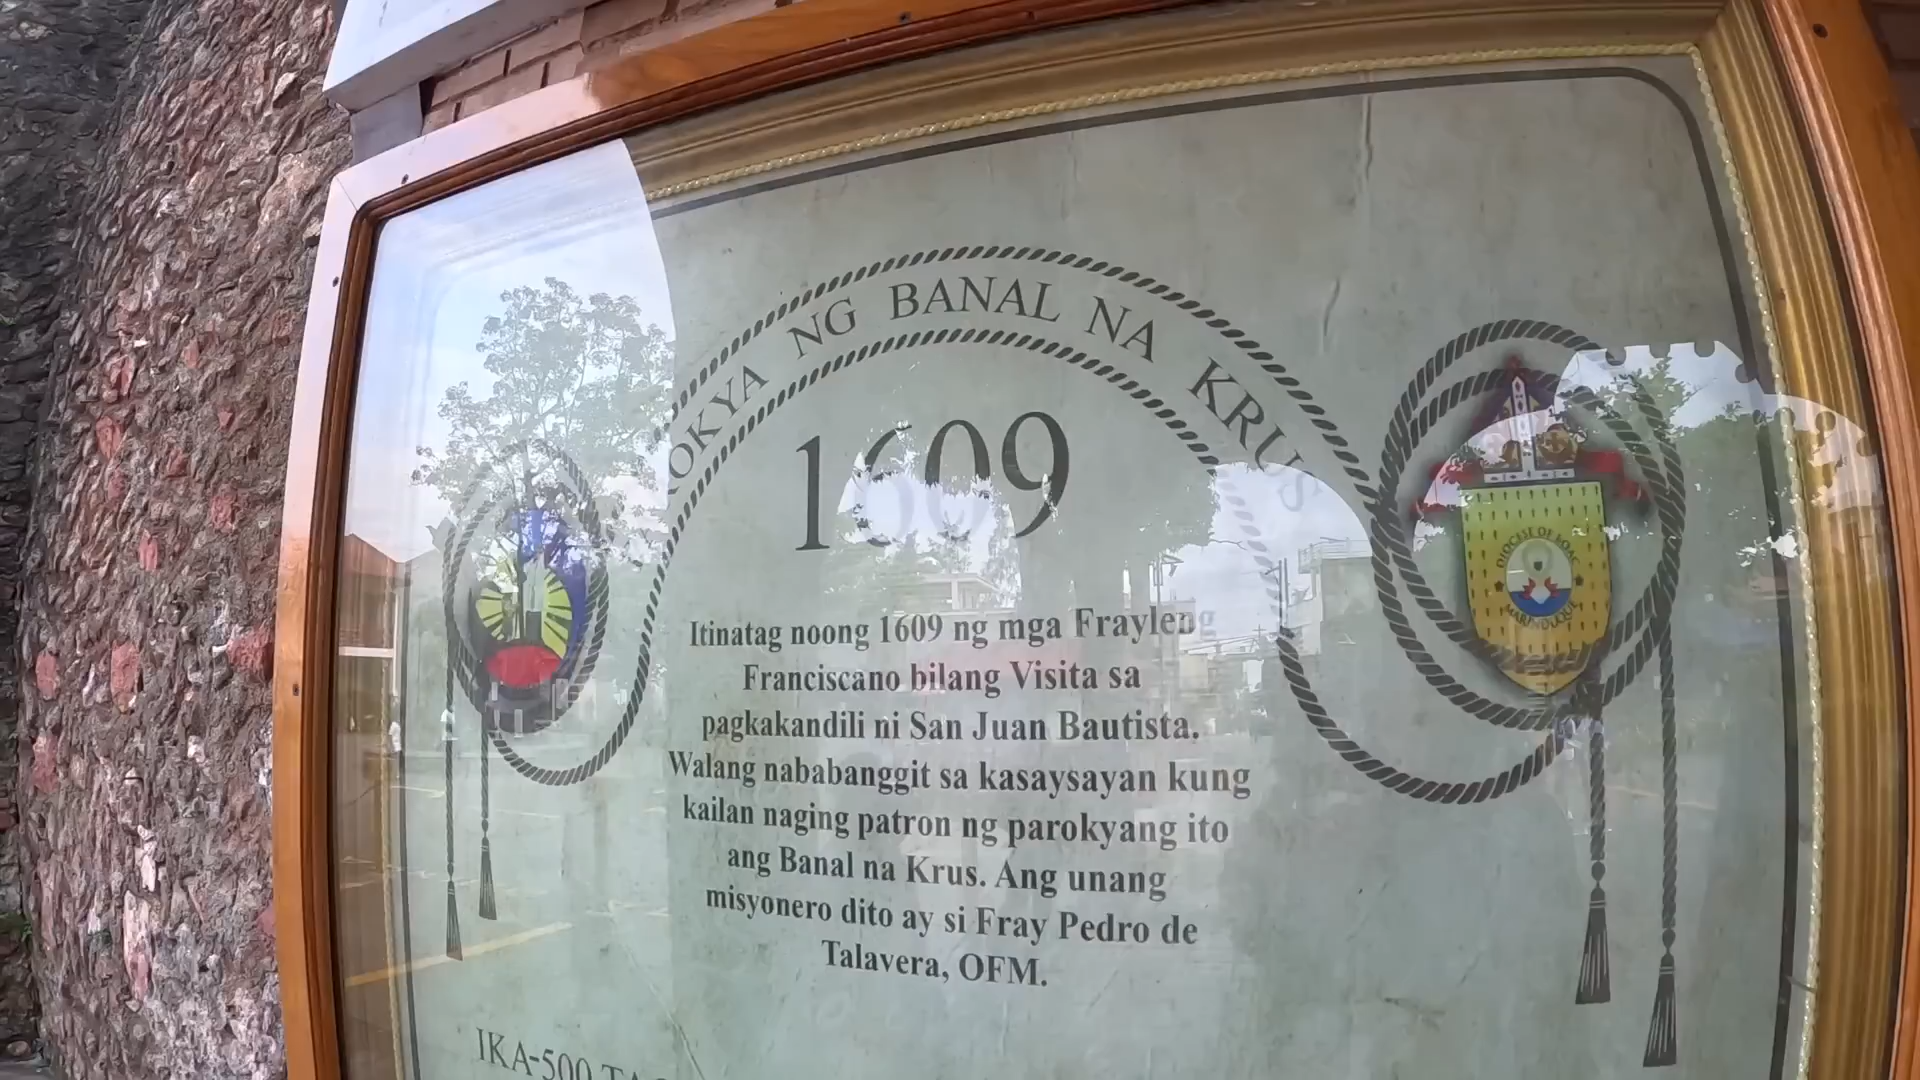 PAROKYA NG BANAL NA KRUS
1609
Itinatag noong 1609 ng mga Frayleng
Franciscano bilang Visita sa
pagkakandili ni San Juan Bautista.
Walang nababanggit sa kasaysayan kung
kailan naging patron ng parokyang ito
ang Banal na Krus. Ang unang
misyonero dito ay si Fray Pedro de
Talavera, OFM.
DIOCESE OF BOAC
MARINDUQUE
IKA-500